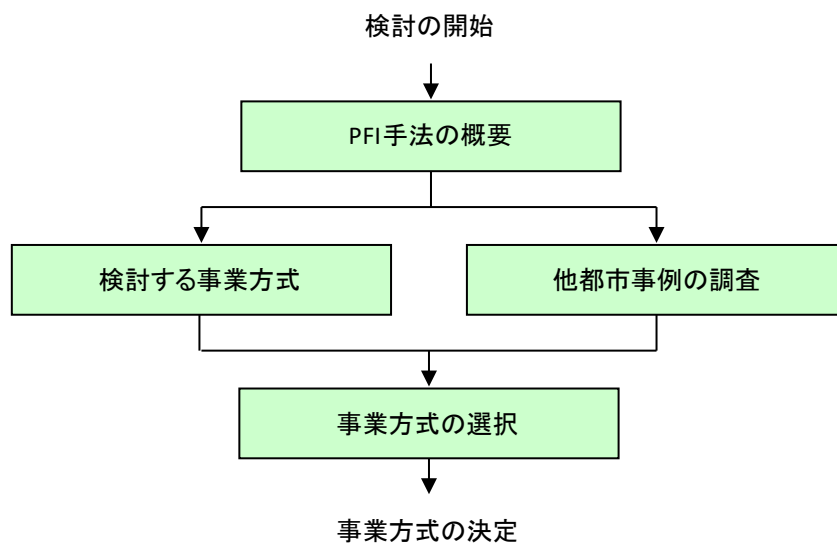 検討の開始
PFI手法の概要
検討する事業方式
他都市事例の調査
事業方式の選択
事業方式の決定